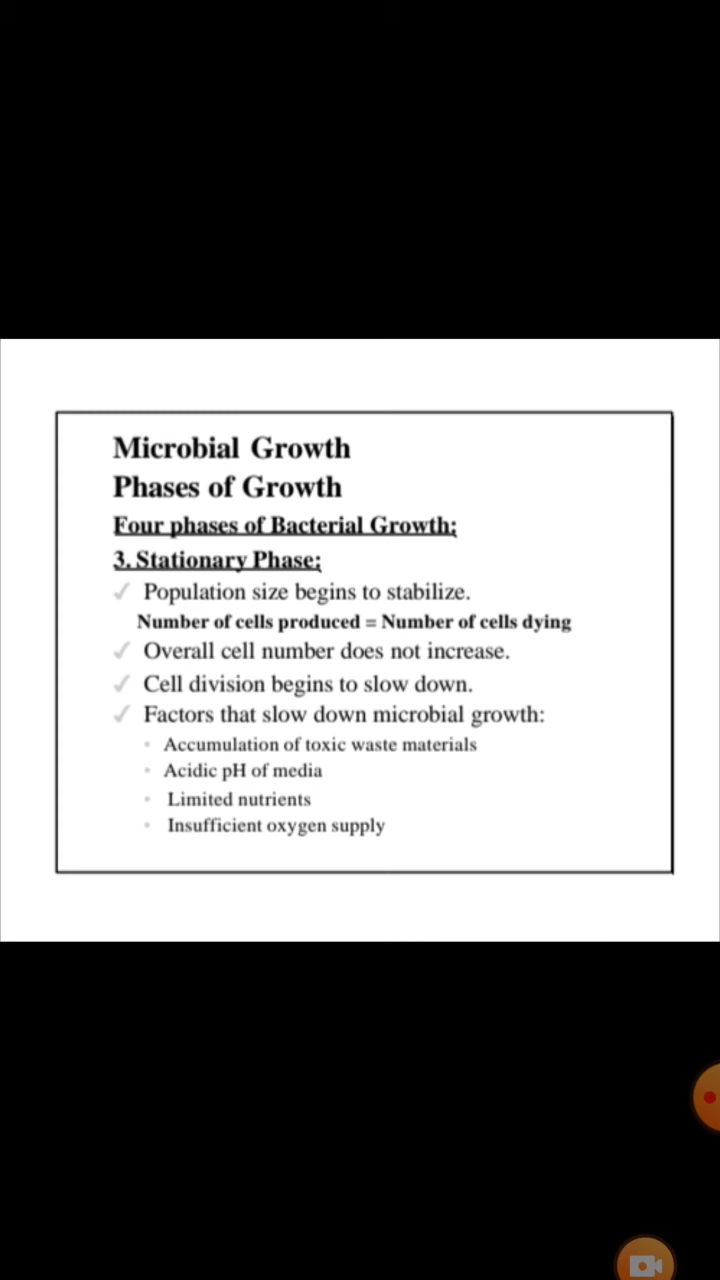 Microbial Growth
Phases of Growth
Four phases of Bacterial Growth:
3. Stationary Phase:
✓ Population size begins to stabilize.
Number of cells produced = Number of cells dying
✓ Overall cell number does not increase.
✓ Cell division begins to slow down.
✓ Factors that slow down microbial growth:
• Accumulation of toxic waste materials
• Acidic pH of media
• Limited nutrients
• Insufficient oxygen supply